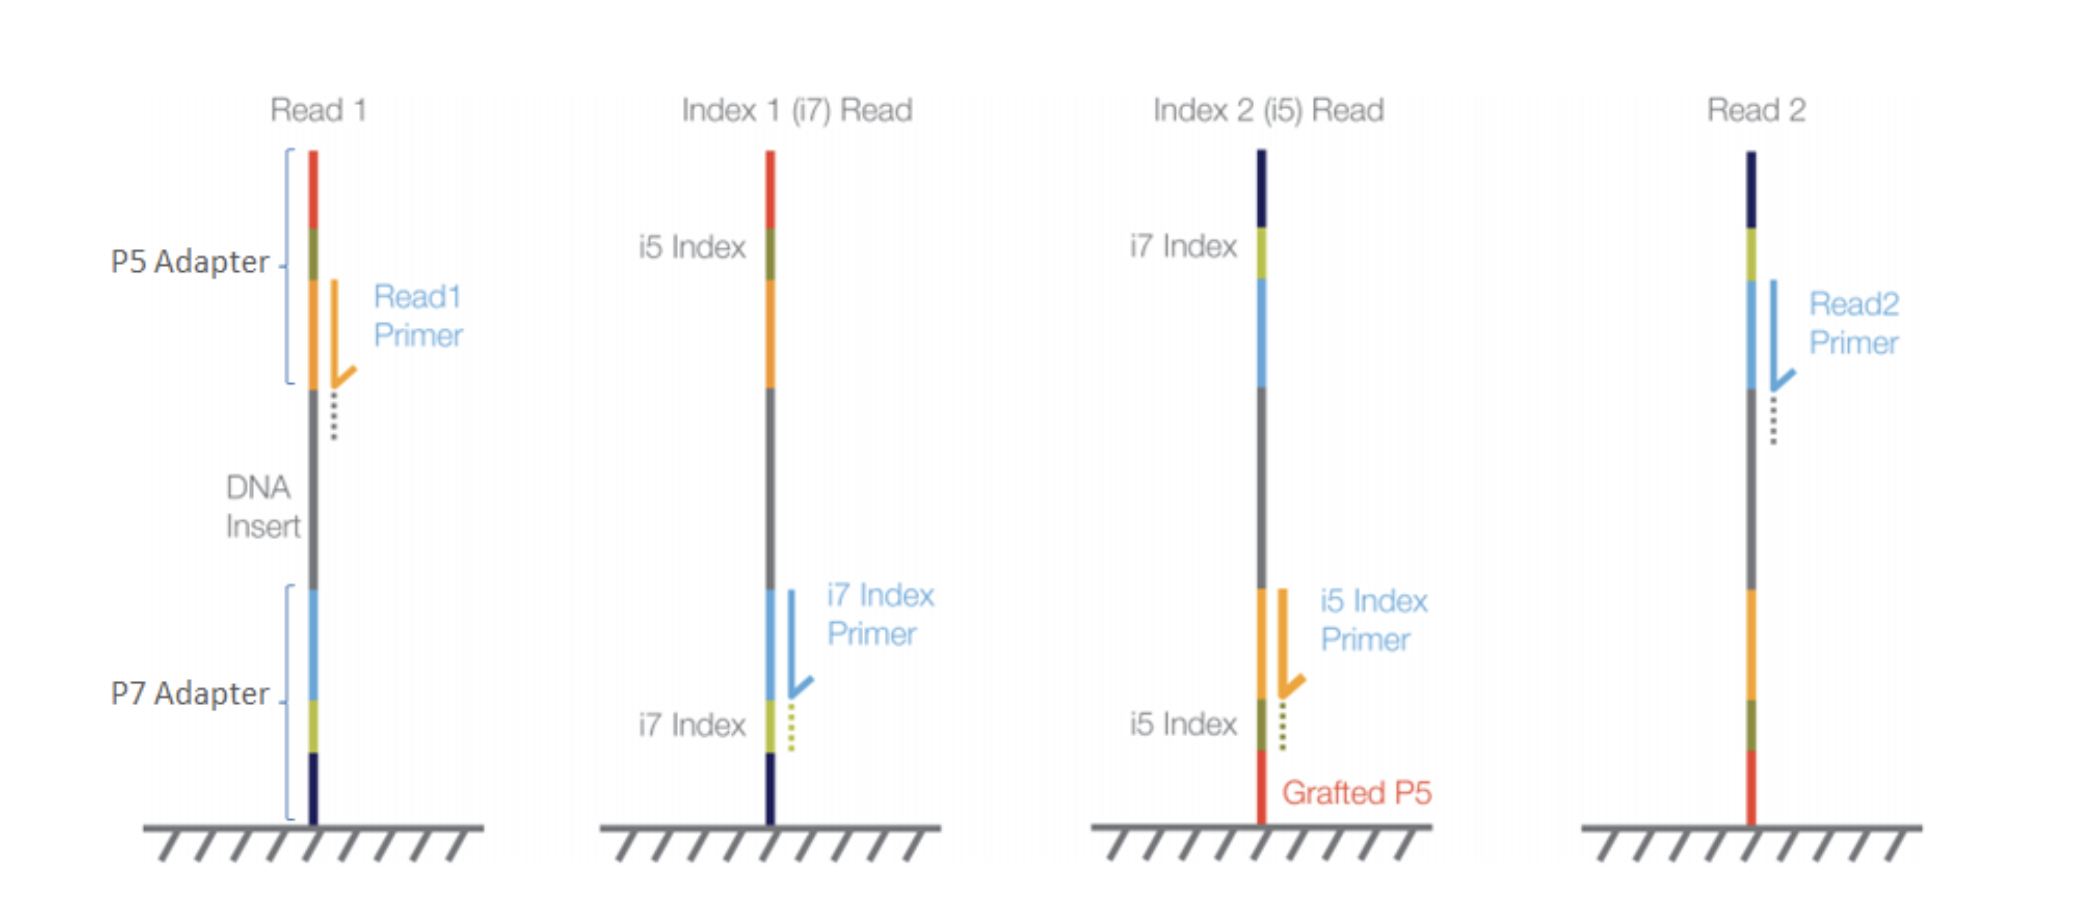 Read 1
Index 1 (i7) Read
Index 2 (i5) Read
Read 2
P5 Adapter
Read1
Primer
DNA
Insert
P7 Adapter
i5 Index
i7 Index
Primer
i7 Index
i7 Index
i5 Index
Primer
i5 Index
Grafted P5
Read2
Primer